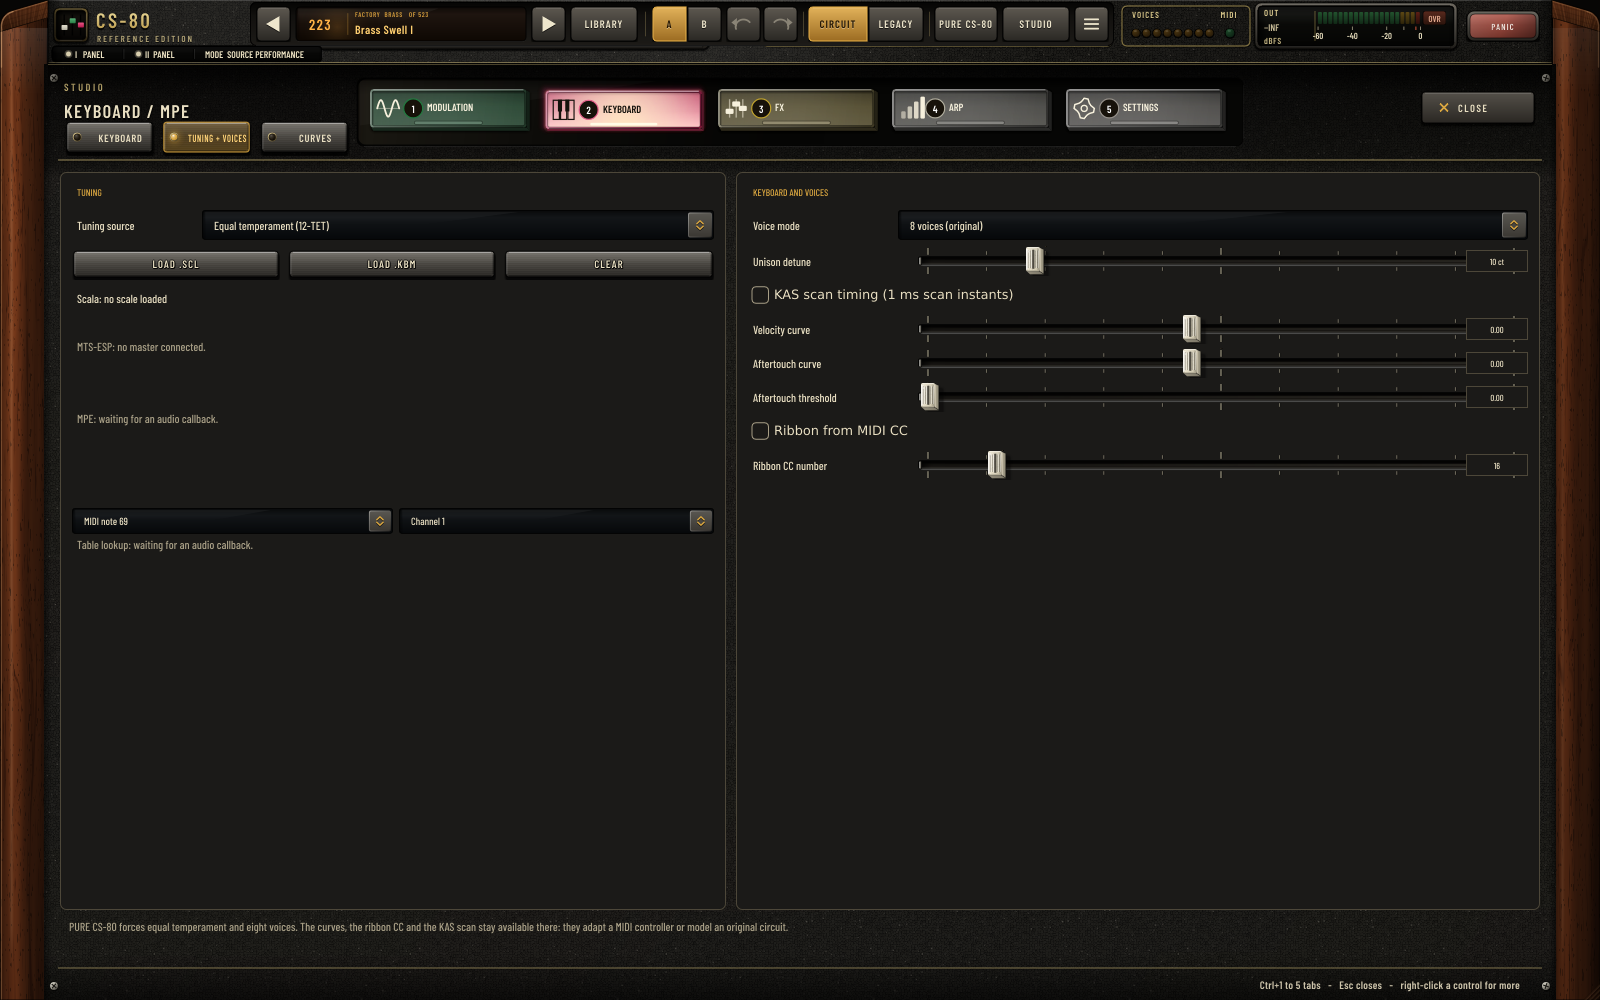 CS-80
REFERENCE EDITION
223
FACTORY BRASS OF 523
Brass Swell I
LIBRARY
A
B
CIRCUIT
LEGACY
PURE CS-80
STUDIO
VOICES
MIDI
OUT
-INF
dBFS
OVR
-60 -40 -20 0
PANIC
I PANEL
II PANEL
MODE SOURCE PERFORMANCE
STUDIO
KEYBOARD / MPE
1 MODULATION
2 KEYBOARD
3 FX
4 ARP
5 SETTINGS
CLOSE
KEYBOARD
TUNING + VOICES
CURVES
TUNING
Tuning source
Equal temperament (12-TET)
LOAD .SCL
LOAD .KBM
CLEAR
Scala: no scale loaded
MTS-ESP: no master connected.
MPE: waiting for an audio callback.
MIDI note 69
Channel 1
Table lookup: waiting for an audio callback.
KEYBOARD AND VOICES
Voice mode
8 voices (original)
Unison detune
10 ct
KAS scan timing (1 ms scan instants)
Velocity curve
0.00
Aftertouch curve
0.00
Aftertouch threshold
0.00
Ribbon from MIDI CC
Ribbon CC number
16
PURE CS-80 forces equal temperament and eight voices. The curves, the ribbon CC and the KAS scan stay available there: they adapt a MIDI controller or model an original circuit.
Ctrl+1 to 5 tabs - Esc closes - right-click a control for more